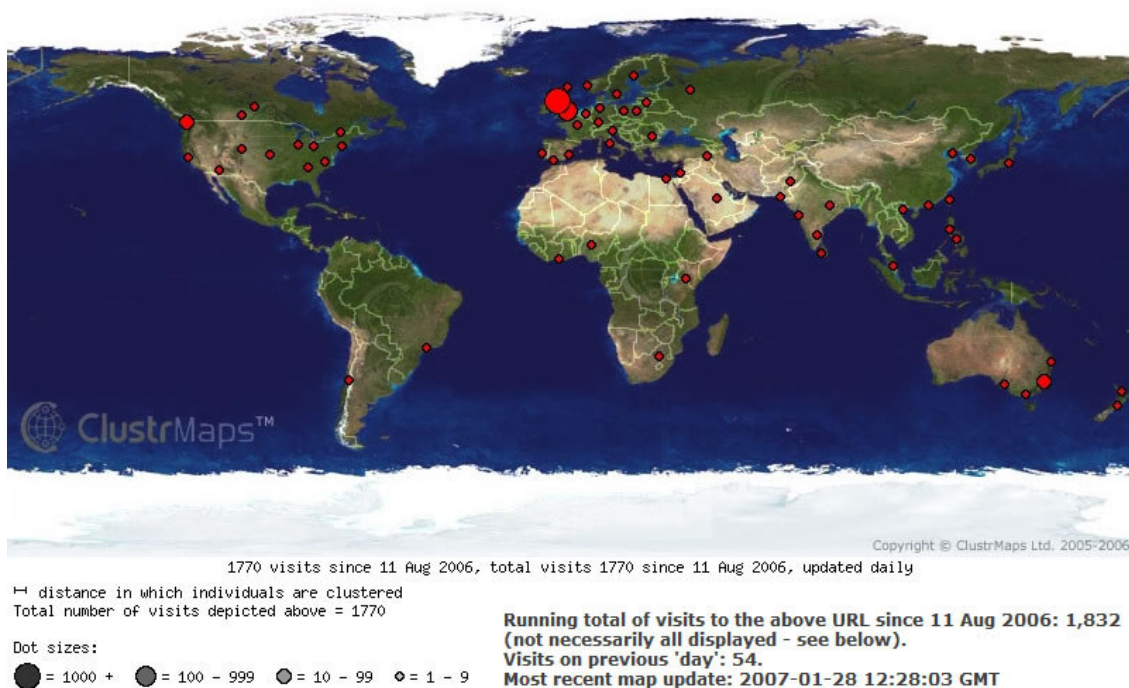 ClustrMaps™
Copyright © ClustrMaps Ltd. 2005-2006
1770 visits since 11 Aug 2006, total visits 1770 since 11 Aug 2006, updated daily
distance in which individuals are clustered
Total number of visits depicted above = 1770
Running total of visits to the above URL since 11 Aug 2006: 1,832
(not necessarily all displayed - see below).
Visits on previous 'day': 54.
Most recent map update: 2007-01-28 12:28:03 GMT
Dot sizes:
= 1000 + = 100 - 999 = 10 - 99 = 1 - 9